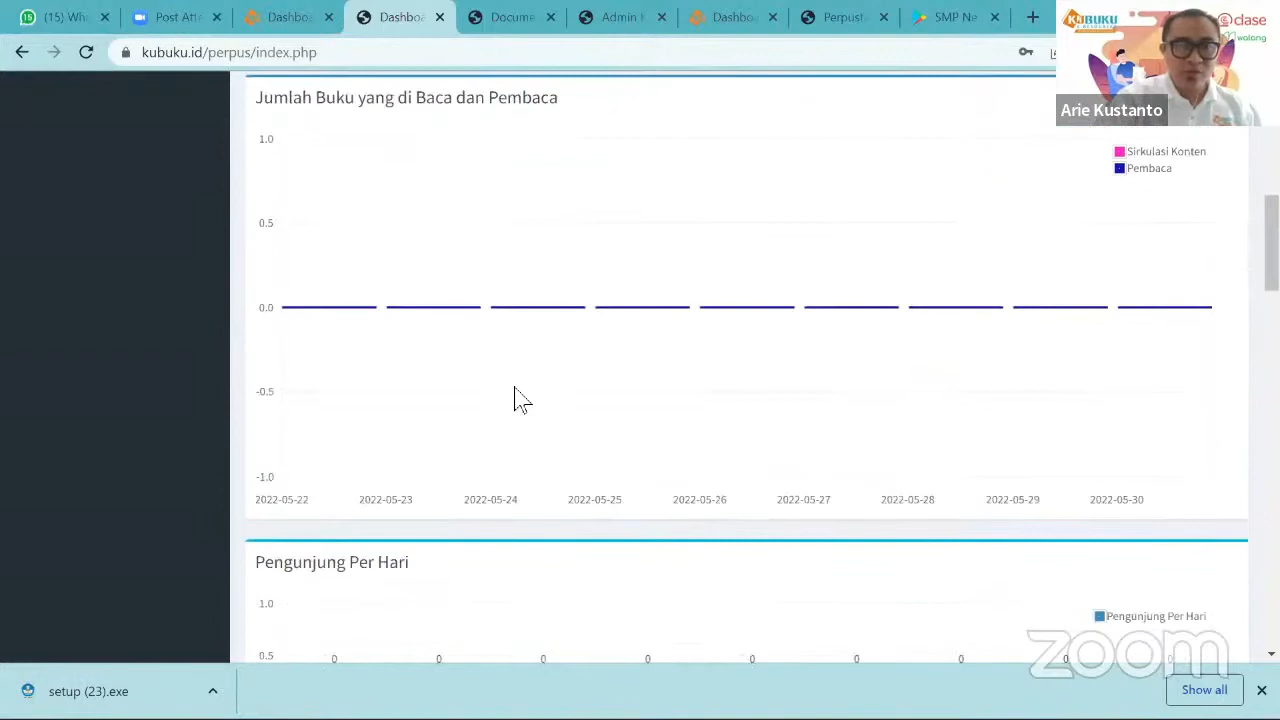 (15) Wh
Post Att
Dashbo
Dashbo
Docume
Admin K
Dashbo
Perpust
SMP Ne
kubuku.id/perpus/index.php
KUBUKU
clase
walang
Arie Kustanto
Jumlah Buku yang di Baca dan Pembaca
1.0
Sirkulasi Konten
Pembaca
0.5
0.0
-0.5
-1.0
2022-05-22 2022-05-23 2022-05-24 2022-05-25 2022-05-26 2022-05-27 2022-05-28 2022-05-29 2022-05-30
Pengunjung Per Hari
1.0
Pengunjung Per Hari
0.5
0 0 0 0 0 0 0 0 0
zoom
setup (23).exe
Show all